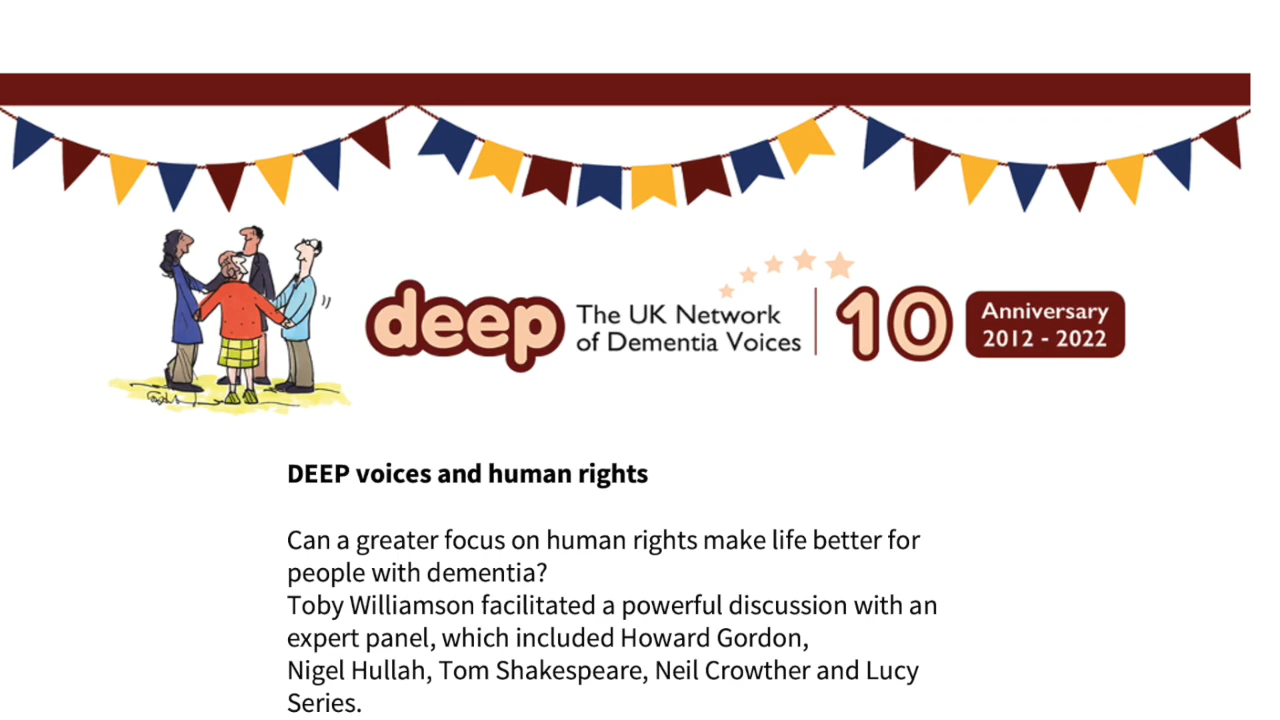 deep
The UK Network
of Dementia Voices
10
Anniversary
2012 - 2022
DEEP voices and human rights
Can a greater focus on human rights make life better for
people with dementia?
Toby Williamson facilitated a powerful discussion with an
expert panel, which included Howard Gordon,
Nigel Hullah, Tom Shakespeare, Neil Crowther and Lucy
Series.